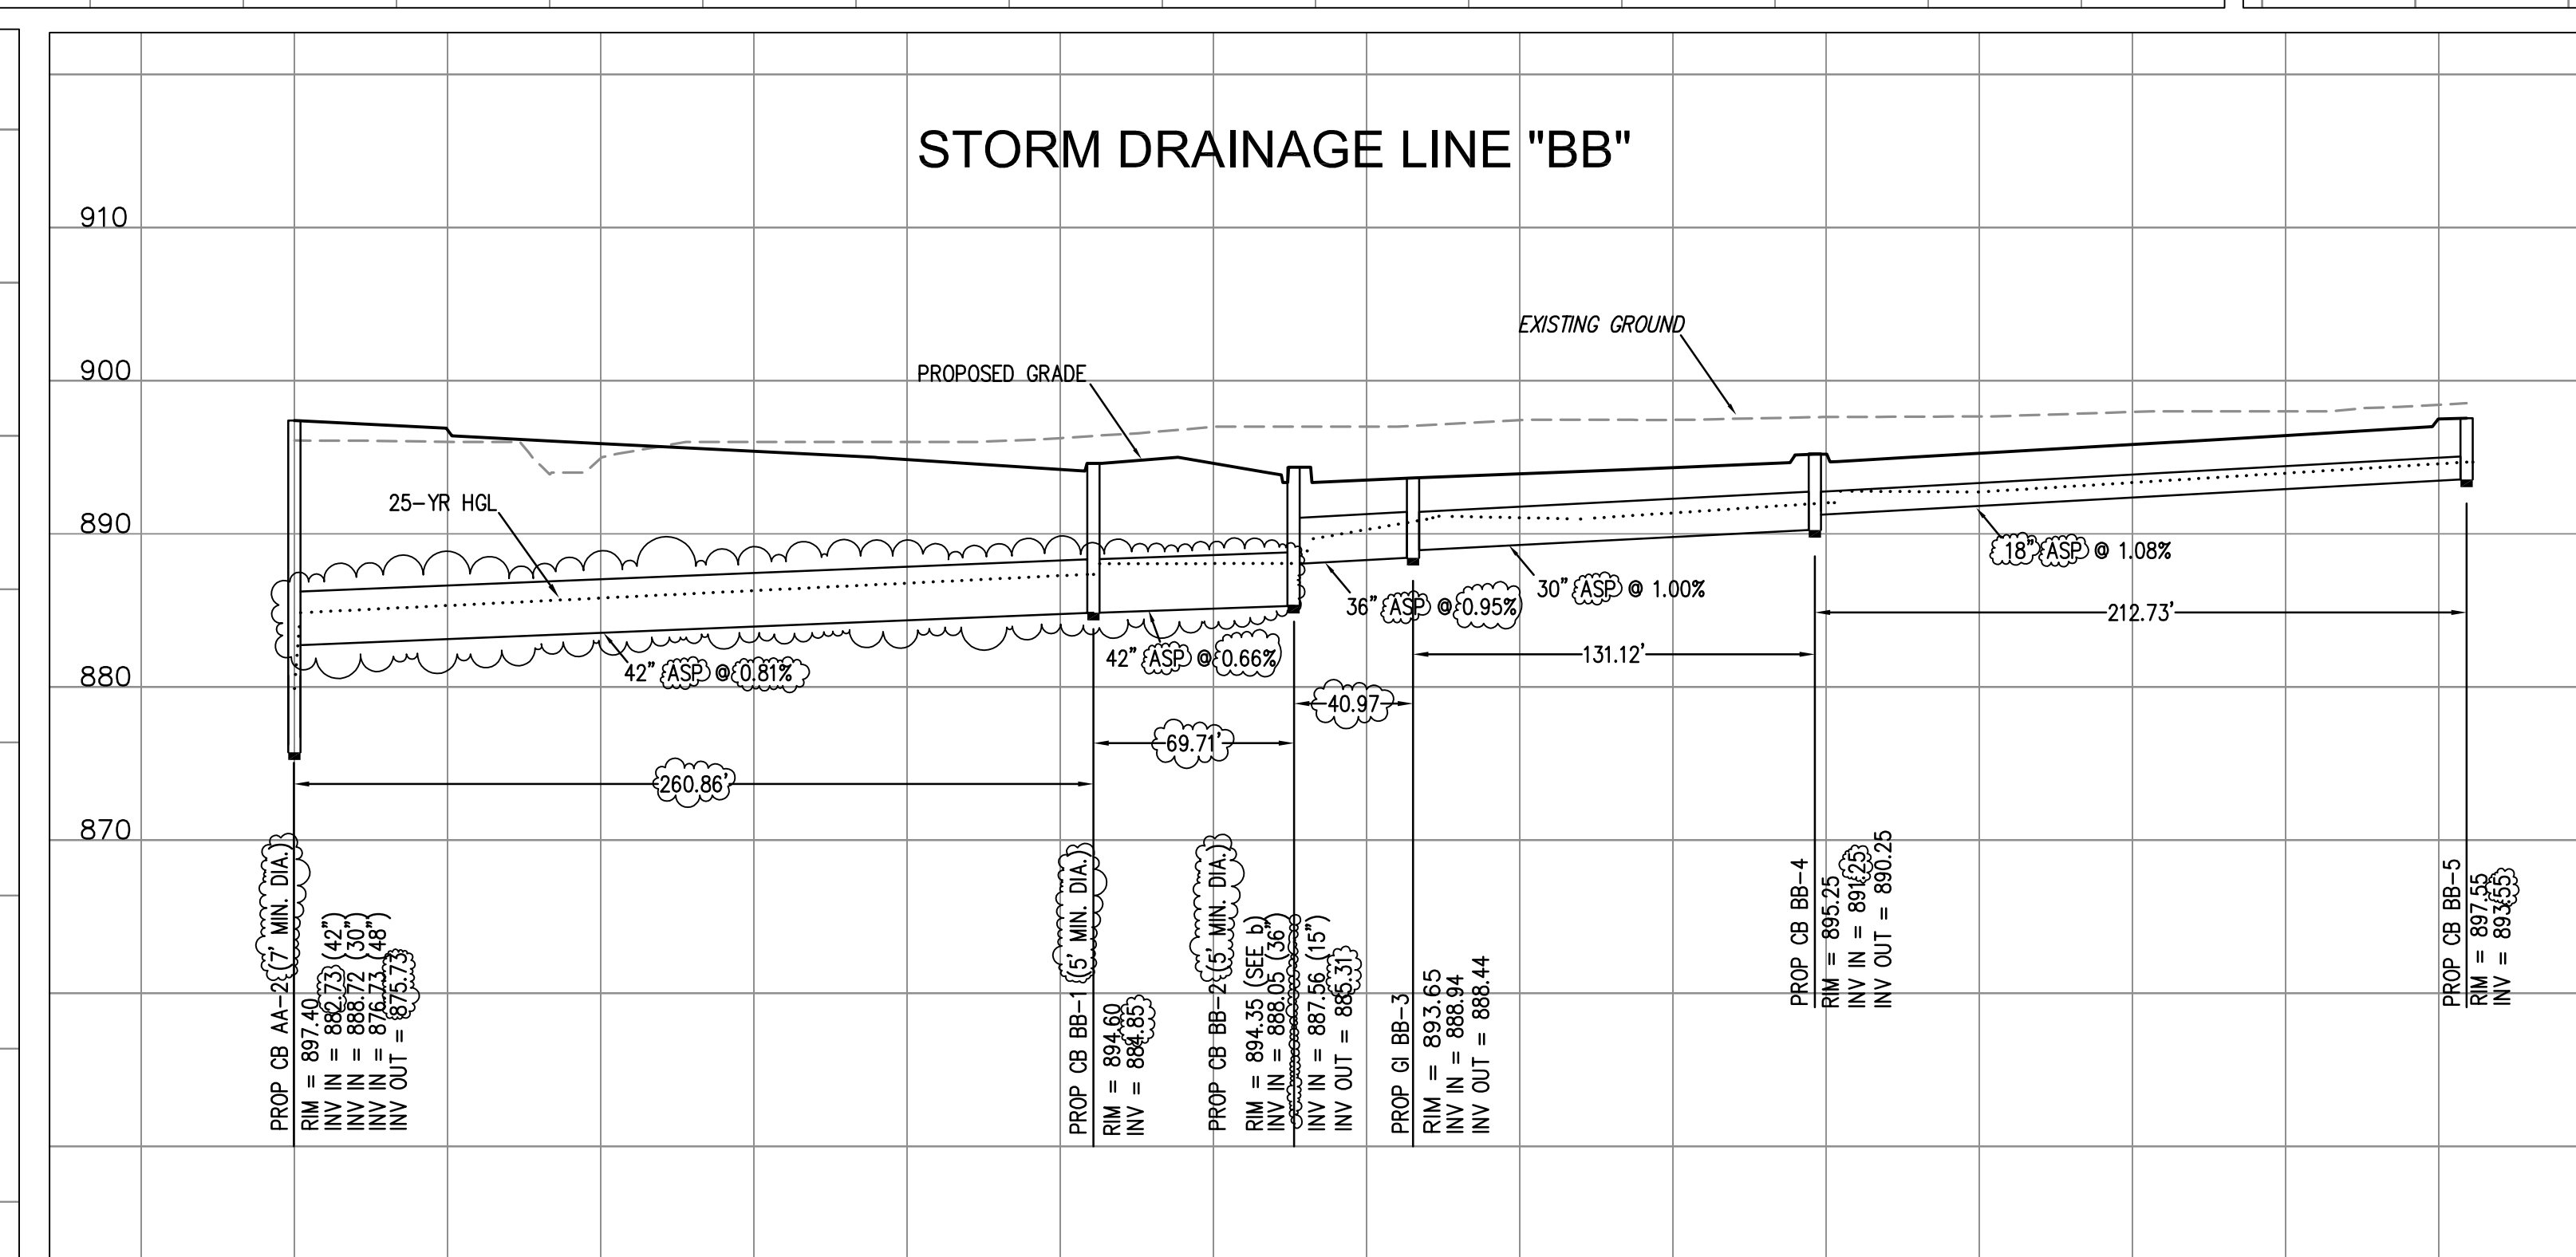 STORM DRAINAGE LINE "BB"
910
900
890
880
870
PROPOSED GRADE
EXISTING GROUND
25-YR HGL
42" ASP @ 0.81%
42" ASP @ 0.66%
36" ASP @ 0.95%
30" ASP @ 1.00%
18" ASP @ 1.08%
260.86'
69.71'
40.97
131.12'
212.73'
PROP CB AA-2 (7' MIN. DIA.)
RIM = 897.40
INV IN = 882.73 (42")
INV IN = 888.72 (30")
INV IN = 876.73 (48")
INV OUT = 875.73
PROP CB BB-1 (5' MIN. DIA.)
RIM = 894.60
INV = 884.85
PROP CB BB-2 (5' MIN. DIA.)
RIM = 894.35 (SEE b)
INV IN = 888.05 (36")
INV IN = 887.56 (15")
INV OUT = 885.31
PROP GI BB-3
RIM = 893.65
INV IN = 888.94
INV OUT = 888.44
PROP CB BB-4
RIM = 895.25
INV IN = 891.25
INV OUT = 890.25
PROP CB BB-5
RIM = 897.55
INV = 893.55